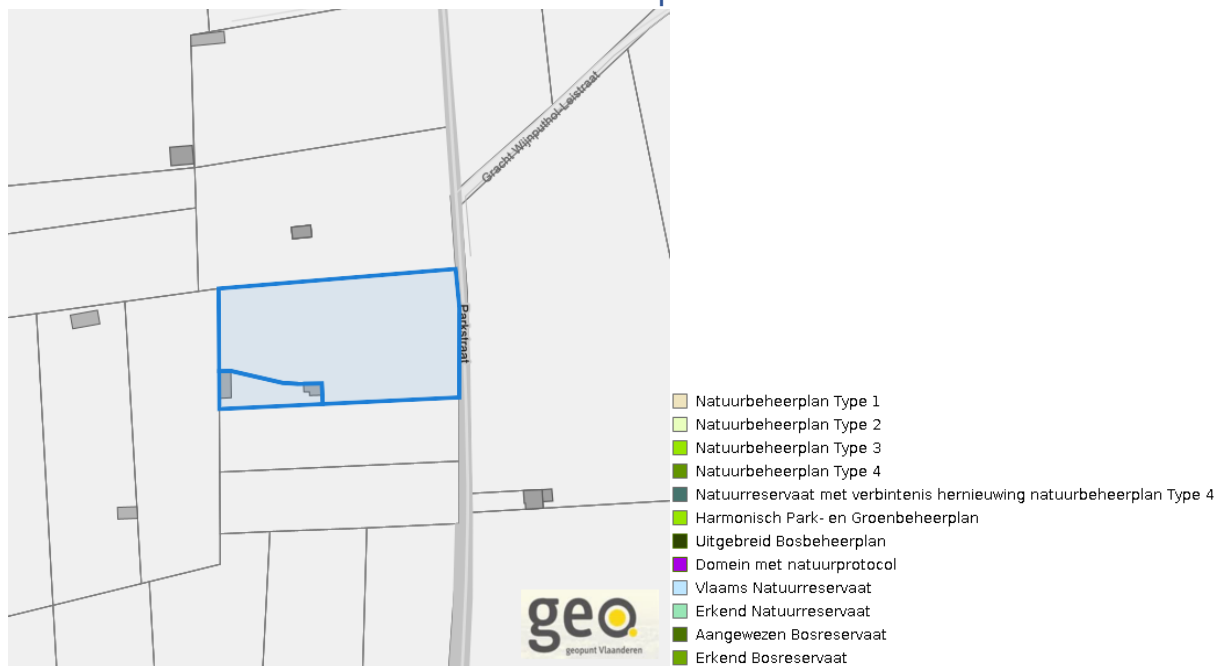 Gracht Wijnputhol-Leistraat
Parkstraat
geo.
geopunt Vlaanderen
Natuurbeheerplan Type 1
Natuurbeheerplan Type 2
Natuurbeheerplan Type 3
Natuurbeheerplan Type 4
Natuurreservaat met verbintenis hernieuwing natuurbeheerplan Type 4
Harmonisch Park- en Groenbeheerplan
Uitgebreid Bosbeheerplan
Domein met natuurprotocol
Vlaams Natuurreservaat
Erkend Natuurreservaat
Aangewezen Bosreservaat
Erkend Bosreservaat